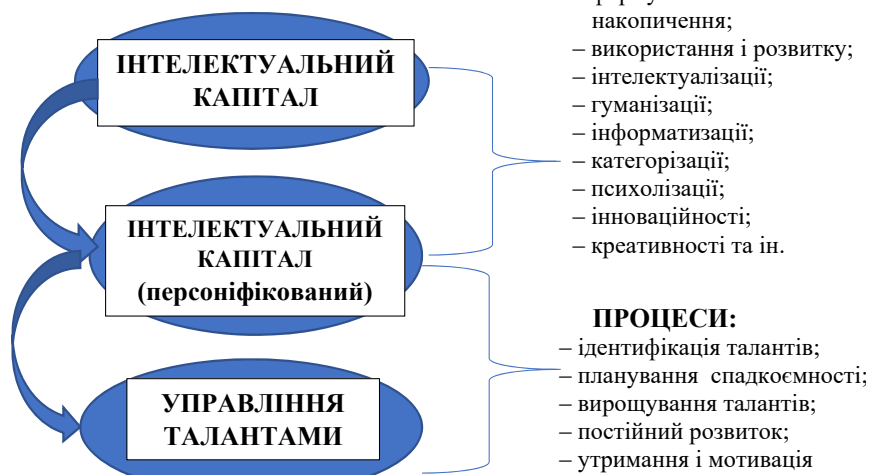 ІНТЕЛЕКТУАЛЬНИЙ
КАПІТАЛ
ІНТЕЛЕКТУАЛЬНИЙ
КАПІТАЛ
(персоніфікований)
УПРАВЛІННЯ
ТАЛАНТАМИ
накопичення;
– використання і розвитку;
– інтелектуалізації;
– гуманізації;
– інформатизації;
– категорізації;
– психолізації;
– інноваційності;
– креативності та ін.
ПРОЦЕСИ:
– ідентифікація талантів;
– планування спадкоємності;
– вирощування талантів;
– постійний розвиток;
– утримання і мотивація